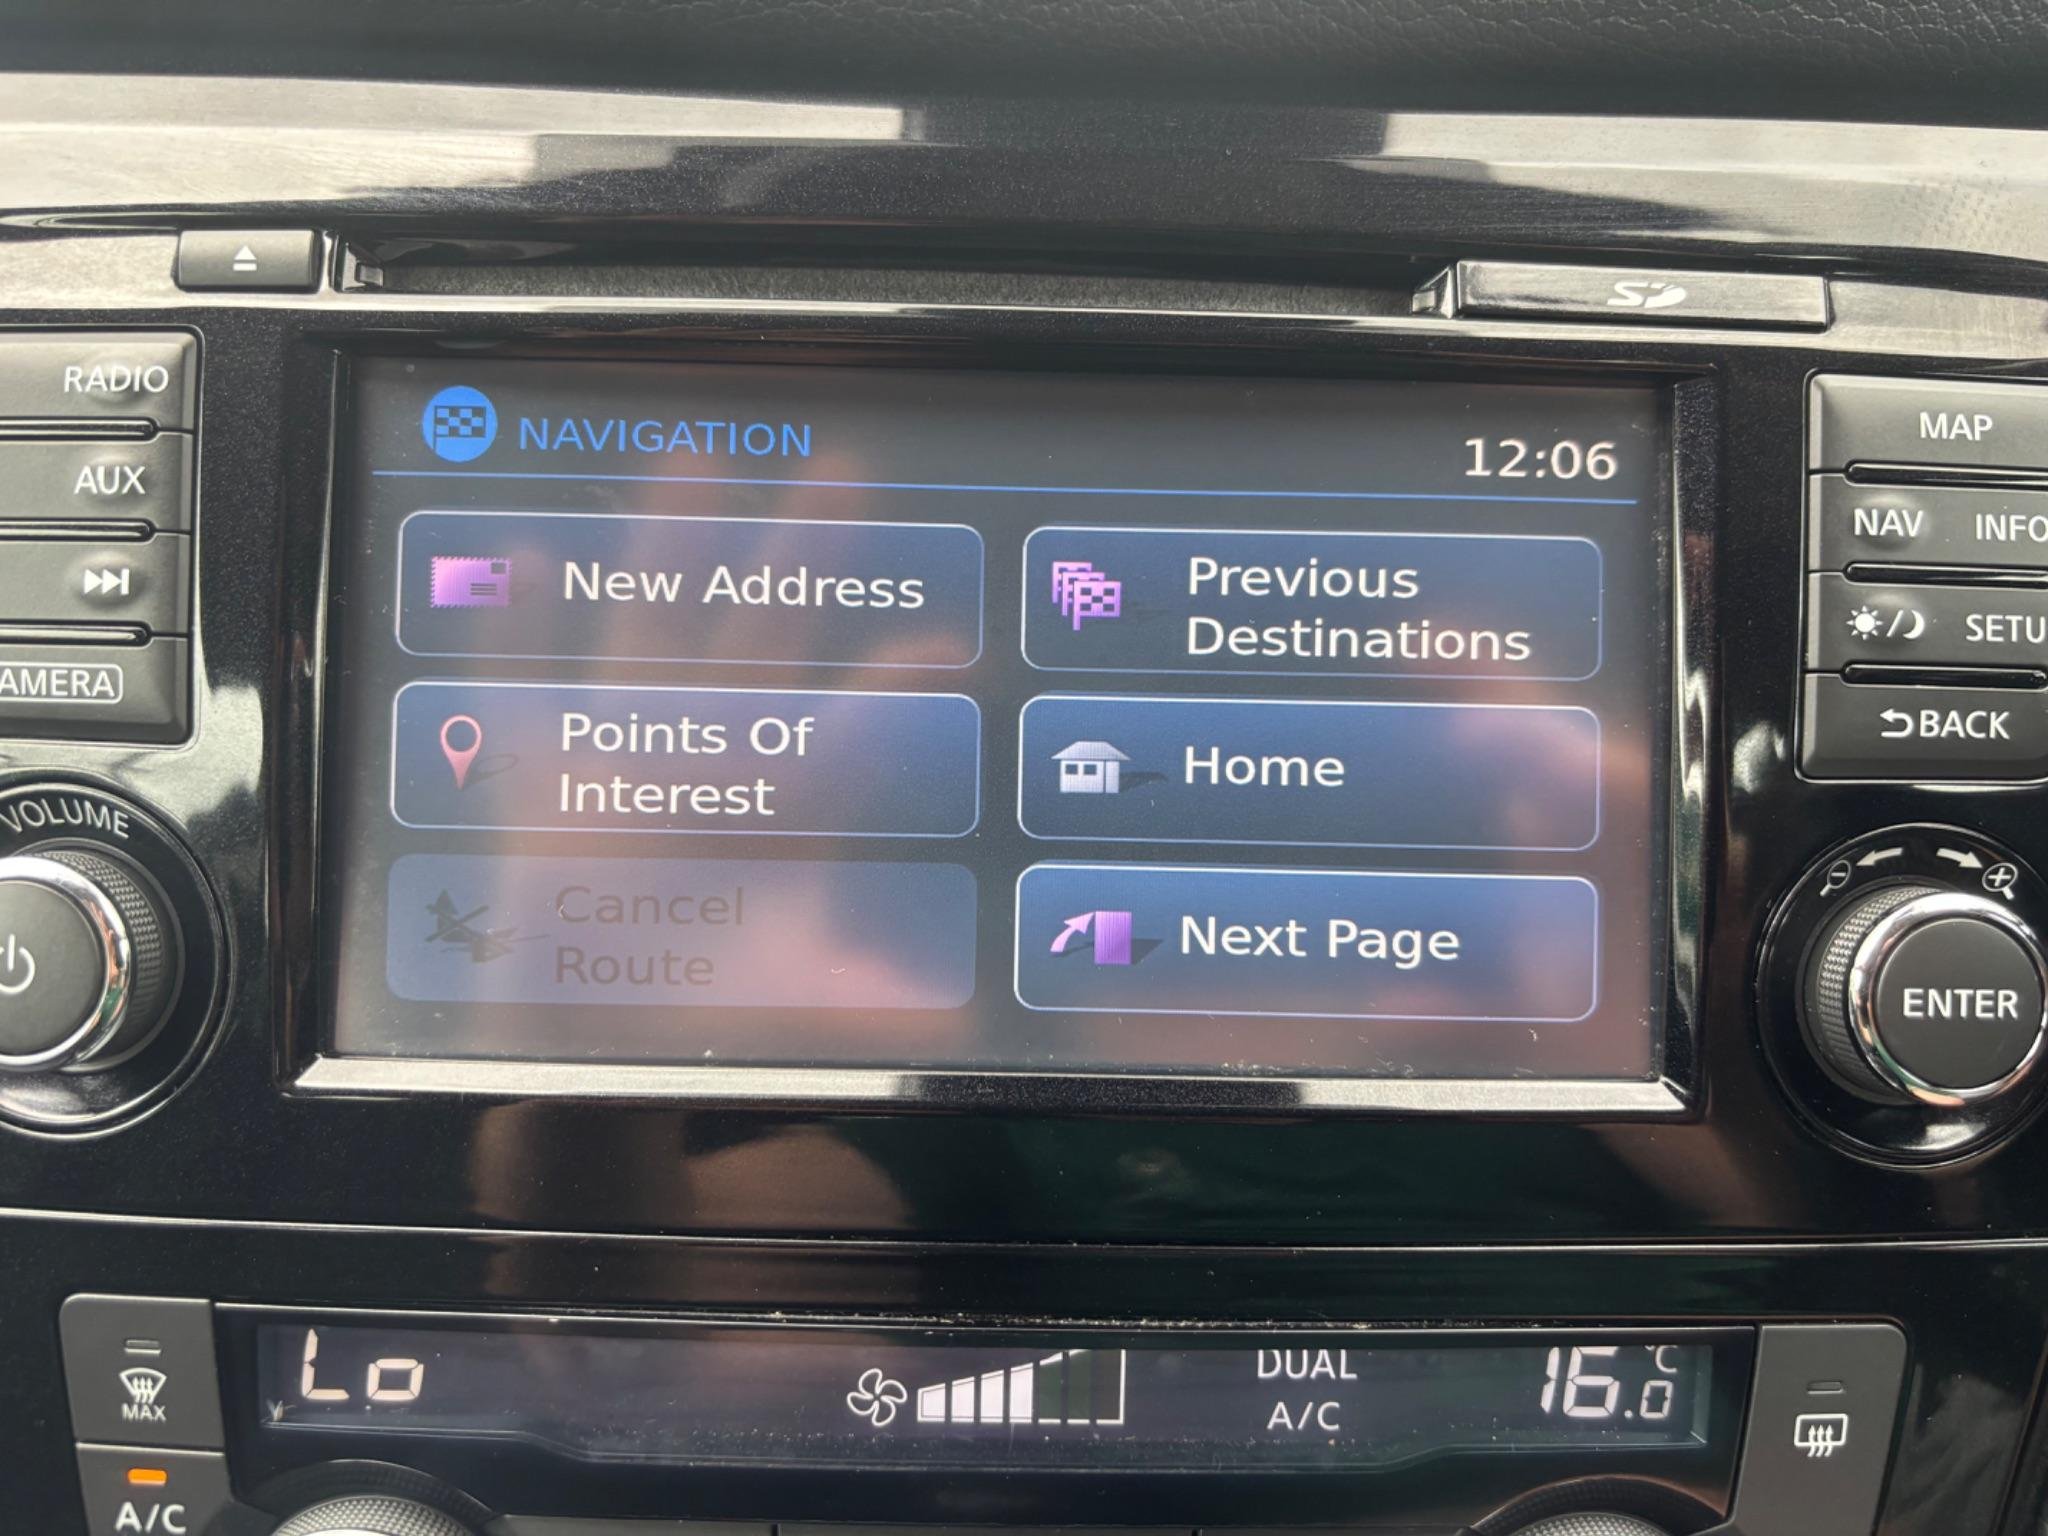 SD
RADIO
AUX
AMERA
VOLUME
NAVIGATION
12:06
New Address
Previous
Destinations
Points Of
Interest
Home
Cancel
Route
Next Page
MAP
NAV INFO
SETU
BACK
ENTER
MAX
A/C
Lo
DUAL
A/C
16.0 °C